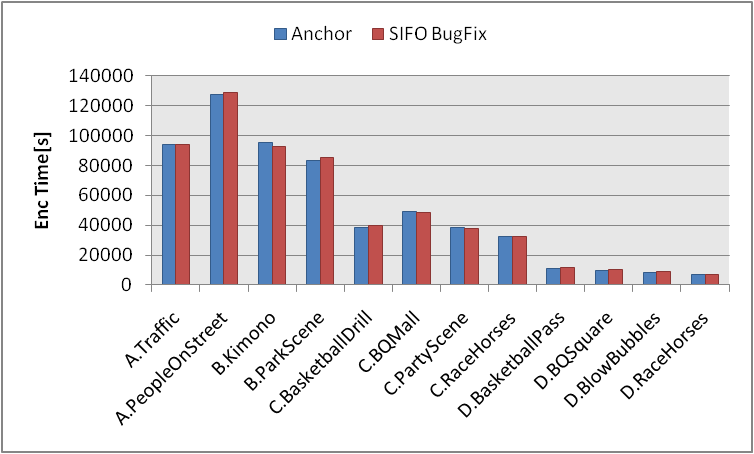 Anchor SIFO BugFix
Enc Time[s]
140000
120000
100000
80000
60000
40000
20000
0
A.Traffic
A.PeopleOnStreet
B.Kimono
B.ParkScene
C.BasketballDrill
C.BQMall
C.PartyScene
C.RaceHorses
D.BasketballPass
D.BQSquare
D.BlowBubbles
D.RaceHorses